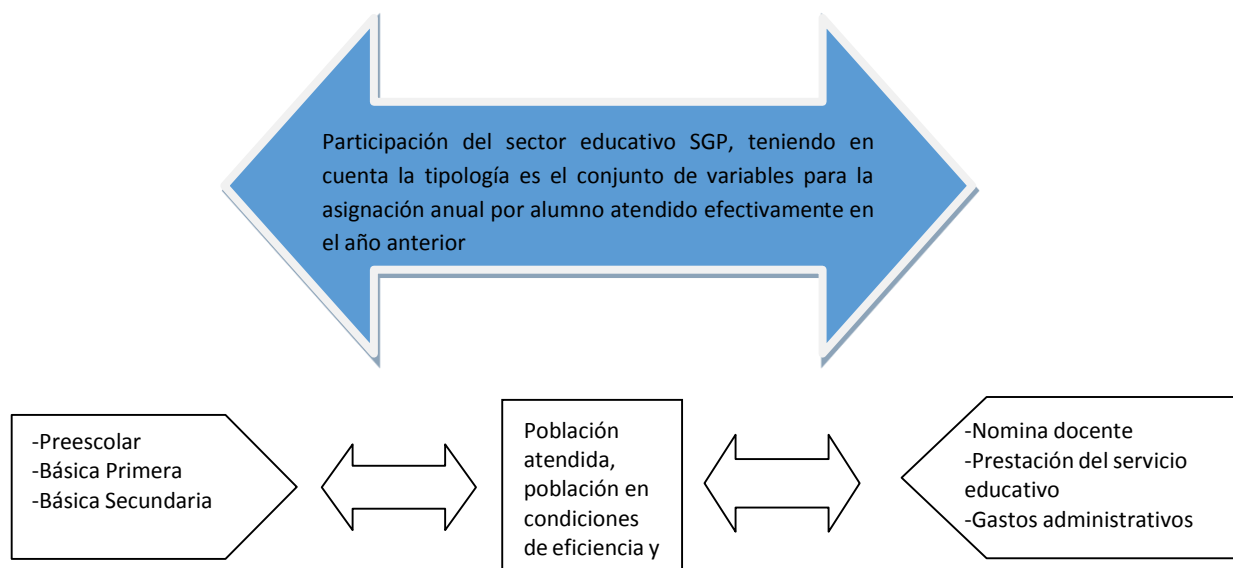 Participación del sector educativo SGP, teniendo en
cuenta la tipología es el conjunto de variables para la
asignación anual por alumno atendido efectivamente en
el año anterior
-Preescolar
-Básica Primera
-Básica Secundaria
Población
atendida,
población en
condiciones
de eficiencia y
-Nomina docente
-Prestación del servicio
educativo
-Gastos administrativos